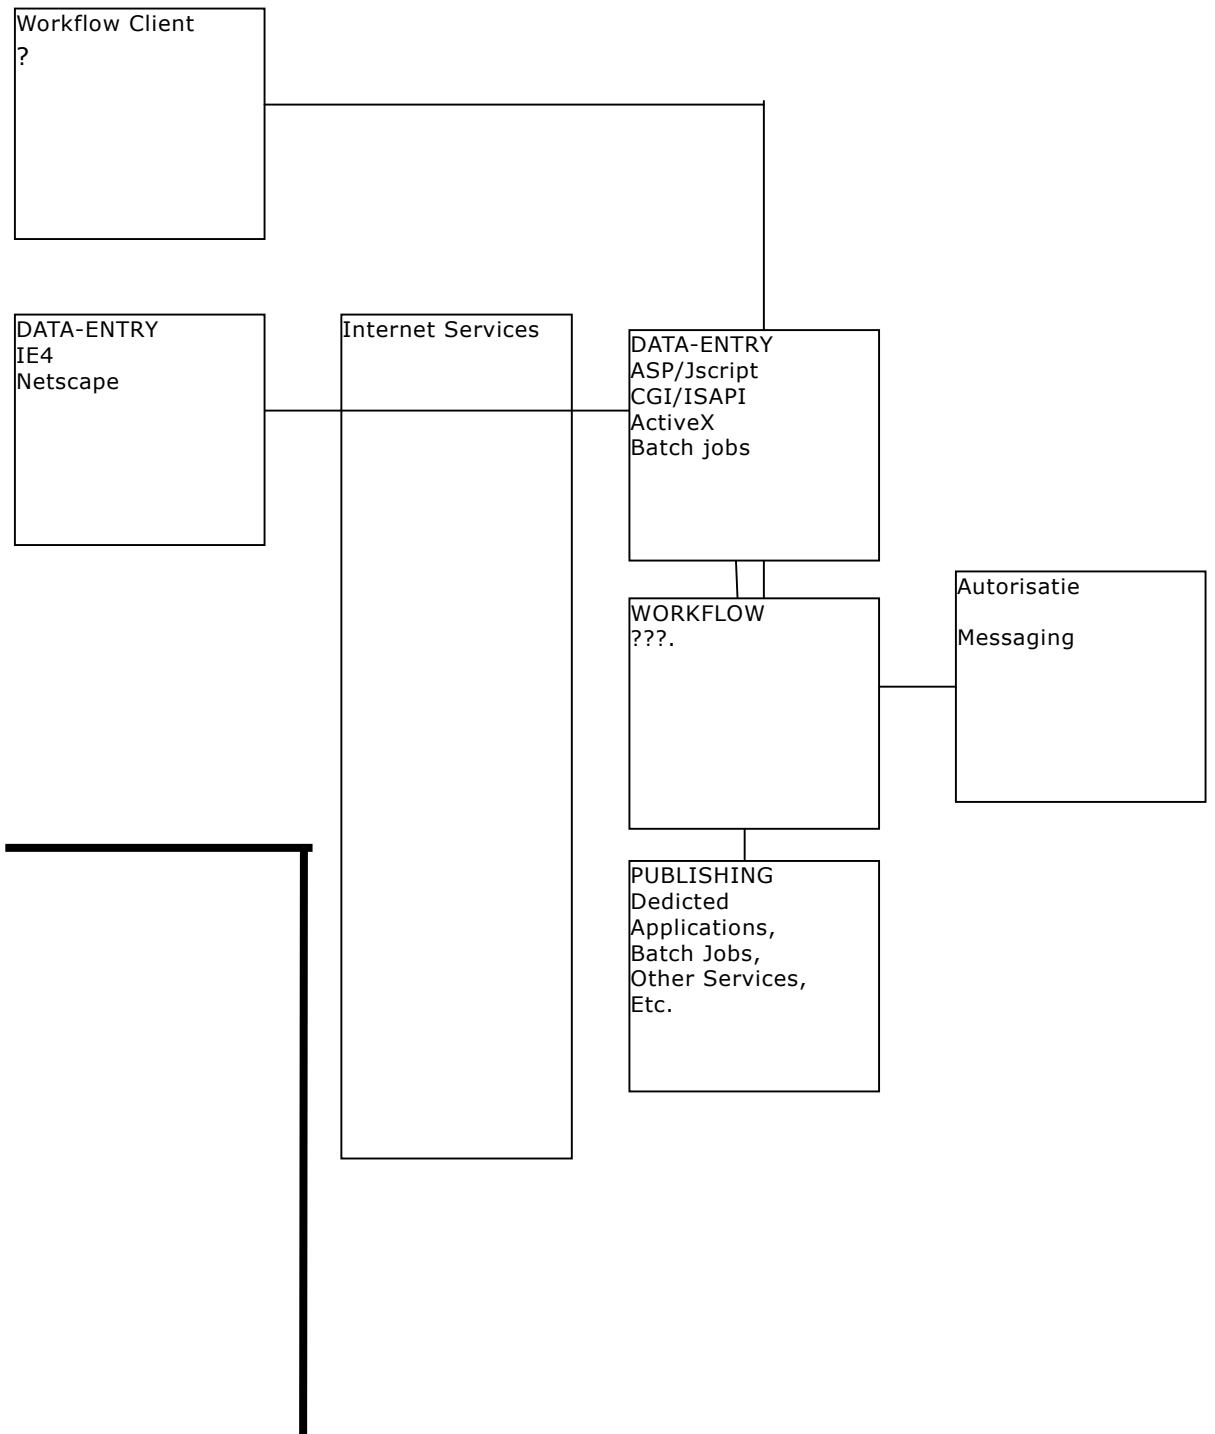 Workflow Client
?
DATA-ENTRY
IE4
Netscape
Internet Services
DATA-ENTRY
ASP/Jscript
CGI/ISAPI
ActiveX
Batch jobs
WORKFLOW
???.
Autorisatie
Messaging
PUBLISHING
Dedicted
Applications,
Batch Jobs,
Other Services,
Etc.